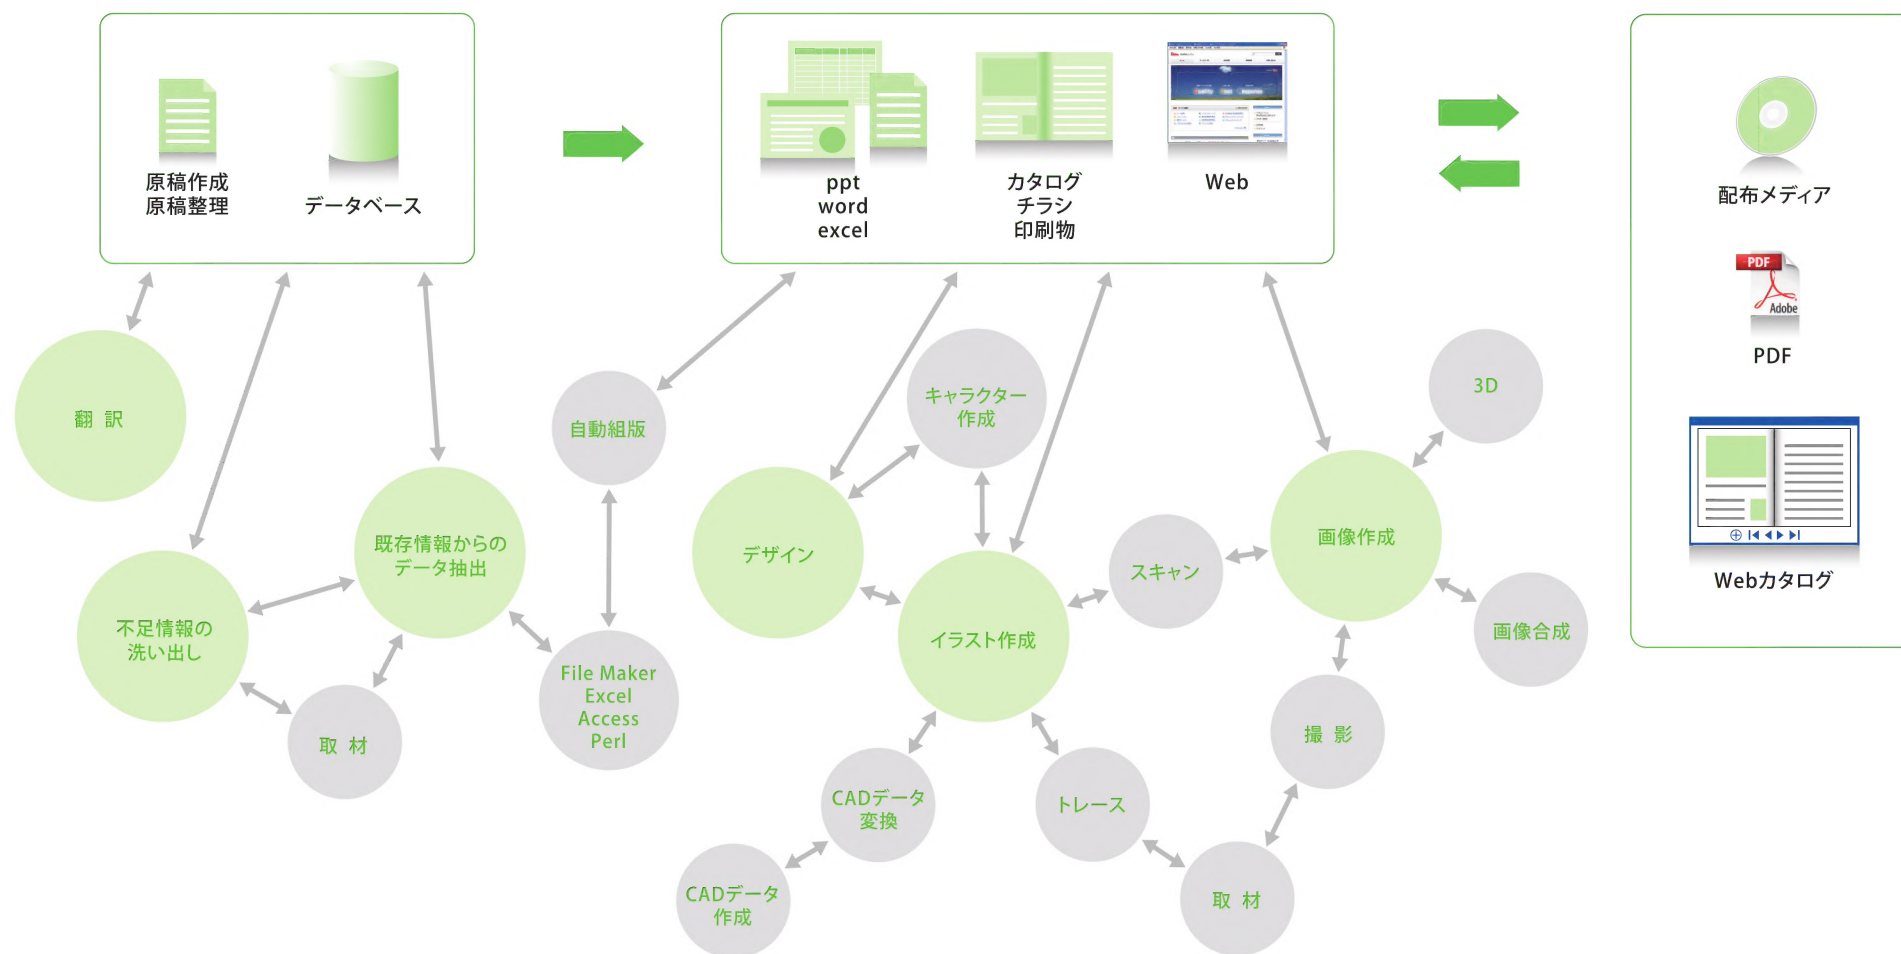 原稿作成
原稿整理
データベース
ppt
word
excel
カタログ
チラシ
印刷物
Web
配布メディア
PDF
Adobe
PDF
Webカタログ
翻 訳
不足情報の
洗い出し
既存情報からの
データ抽出
取 材
自動組版
File Maker
Excel
Access
Perl
デザイン
キャラクター
作成
イラスト作成
スキャン
画像作成
3D
画像合成
撮 影
取 材
トレース
CADデータ
変換
CADデータ
作成